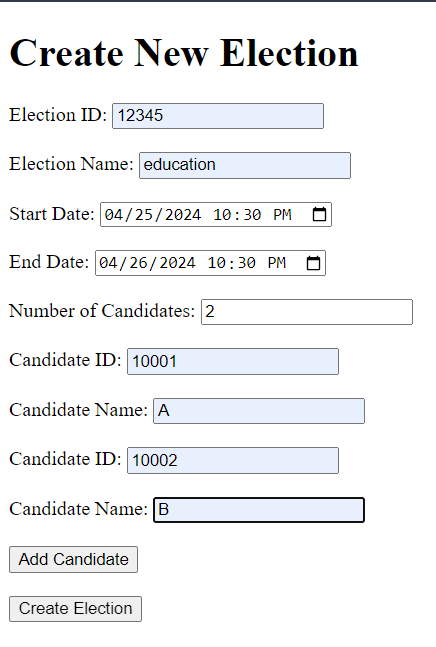 Create New Election
Election ID: 12345
Election Name: education
Start Date: 04/25/2024 10:30 PM
End Date: 04/26/2024 10:30 PM
Number of Candidates: 2
Candidate ID: 10001
Candidate Name: A
Candidate ID: 10002
Candidate Name: B
Add Candidate
Create Election